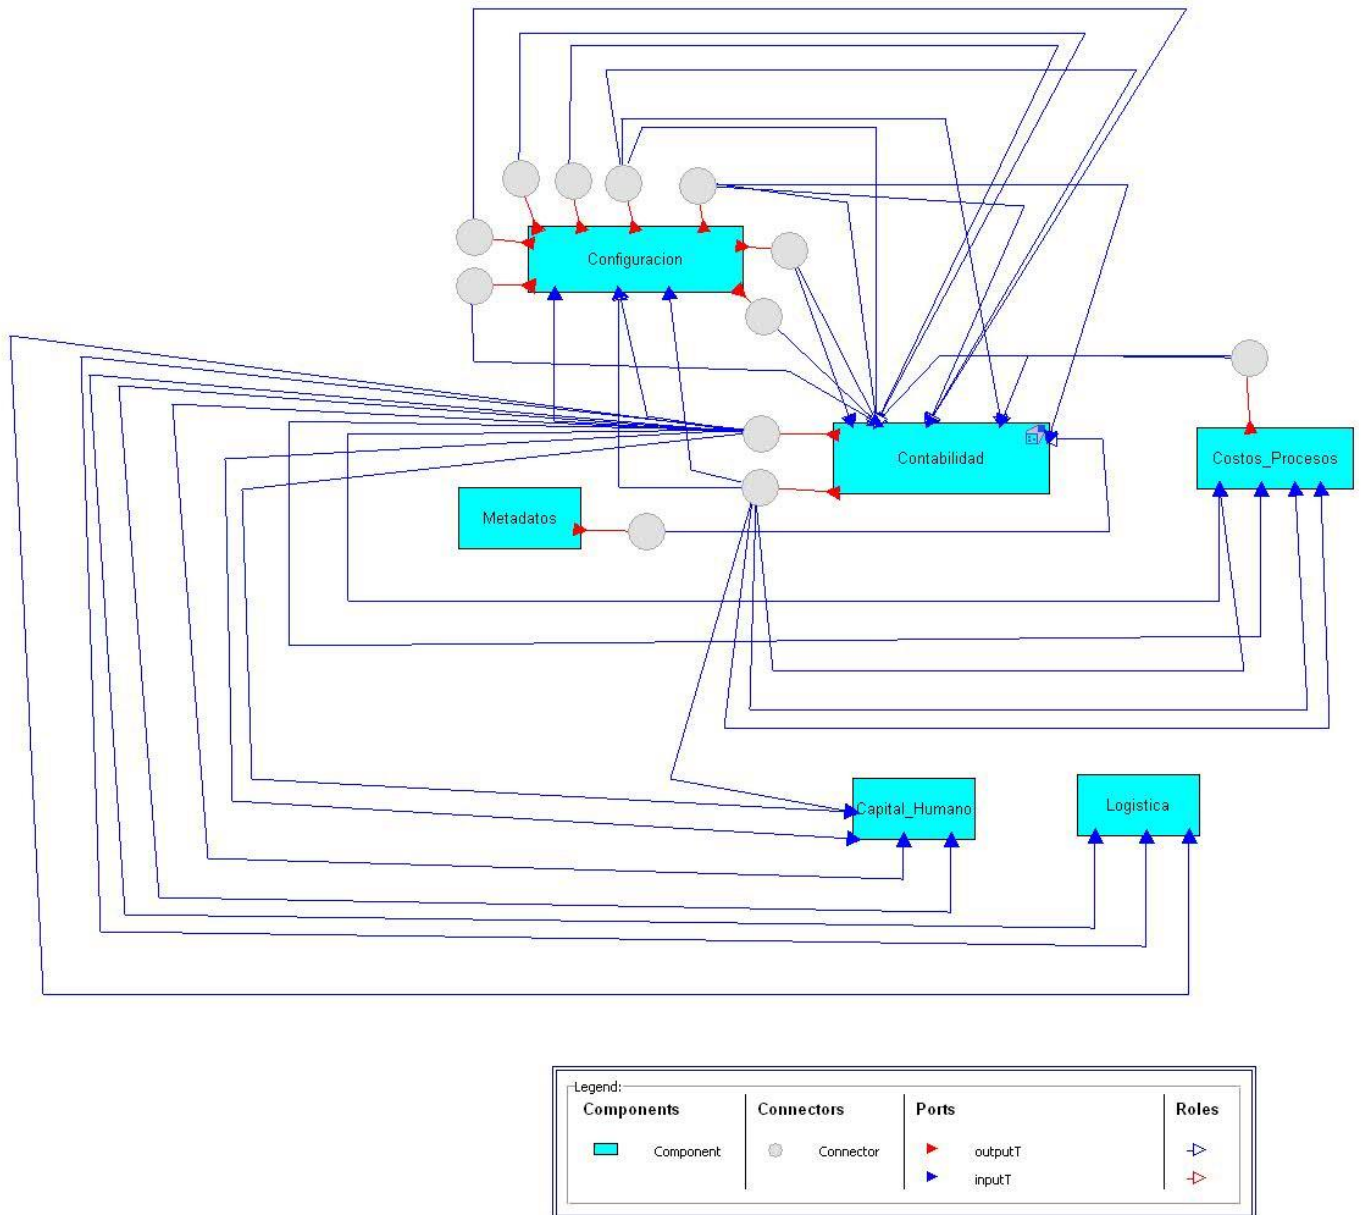 Configuracion
Contabilidad
Costos_Procesos
Metadatos
Capital_Humano
Logistica
Legend:
Components Connectors Ports Roles
Component Connector outputT
inputT